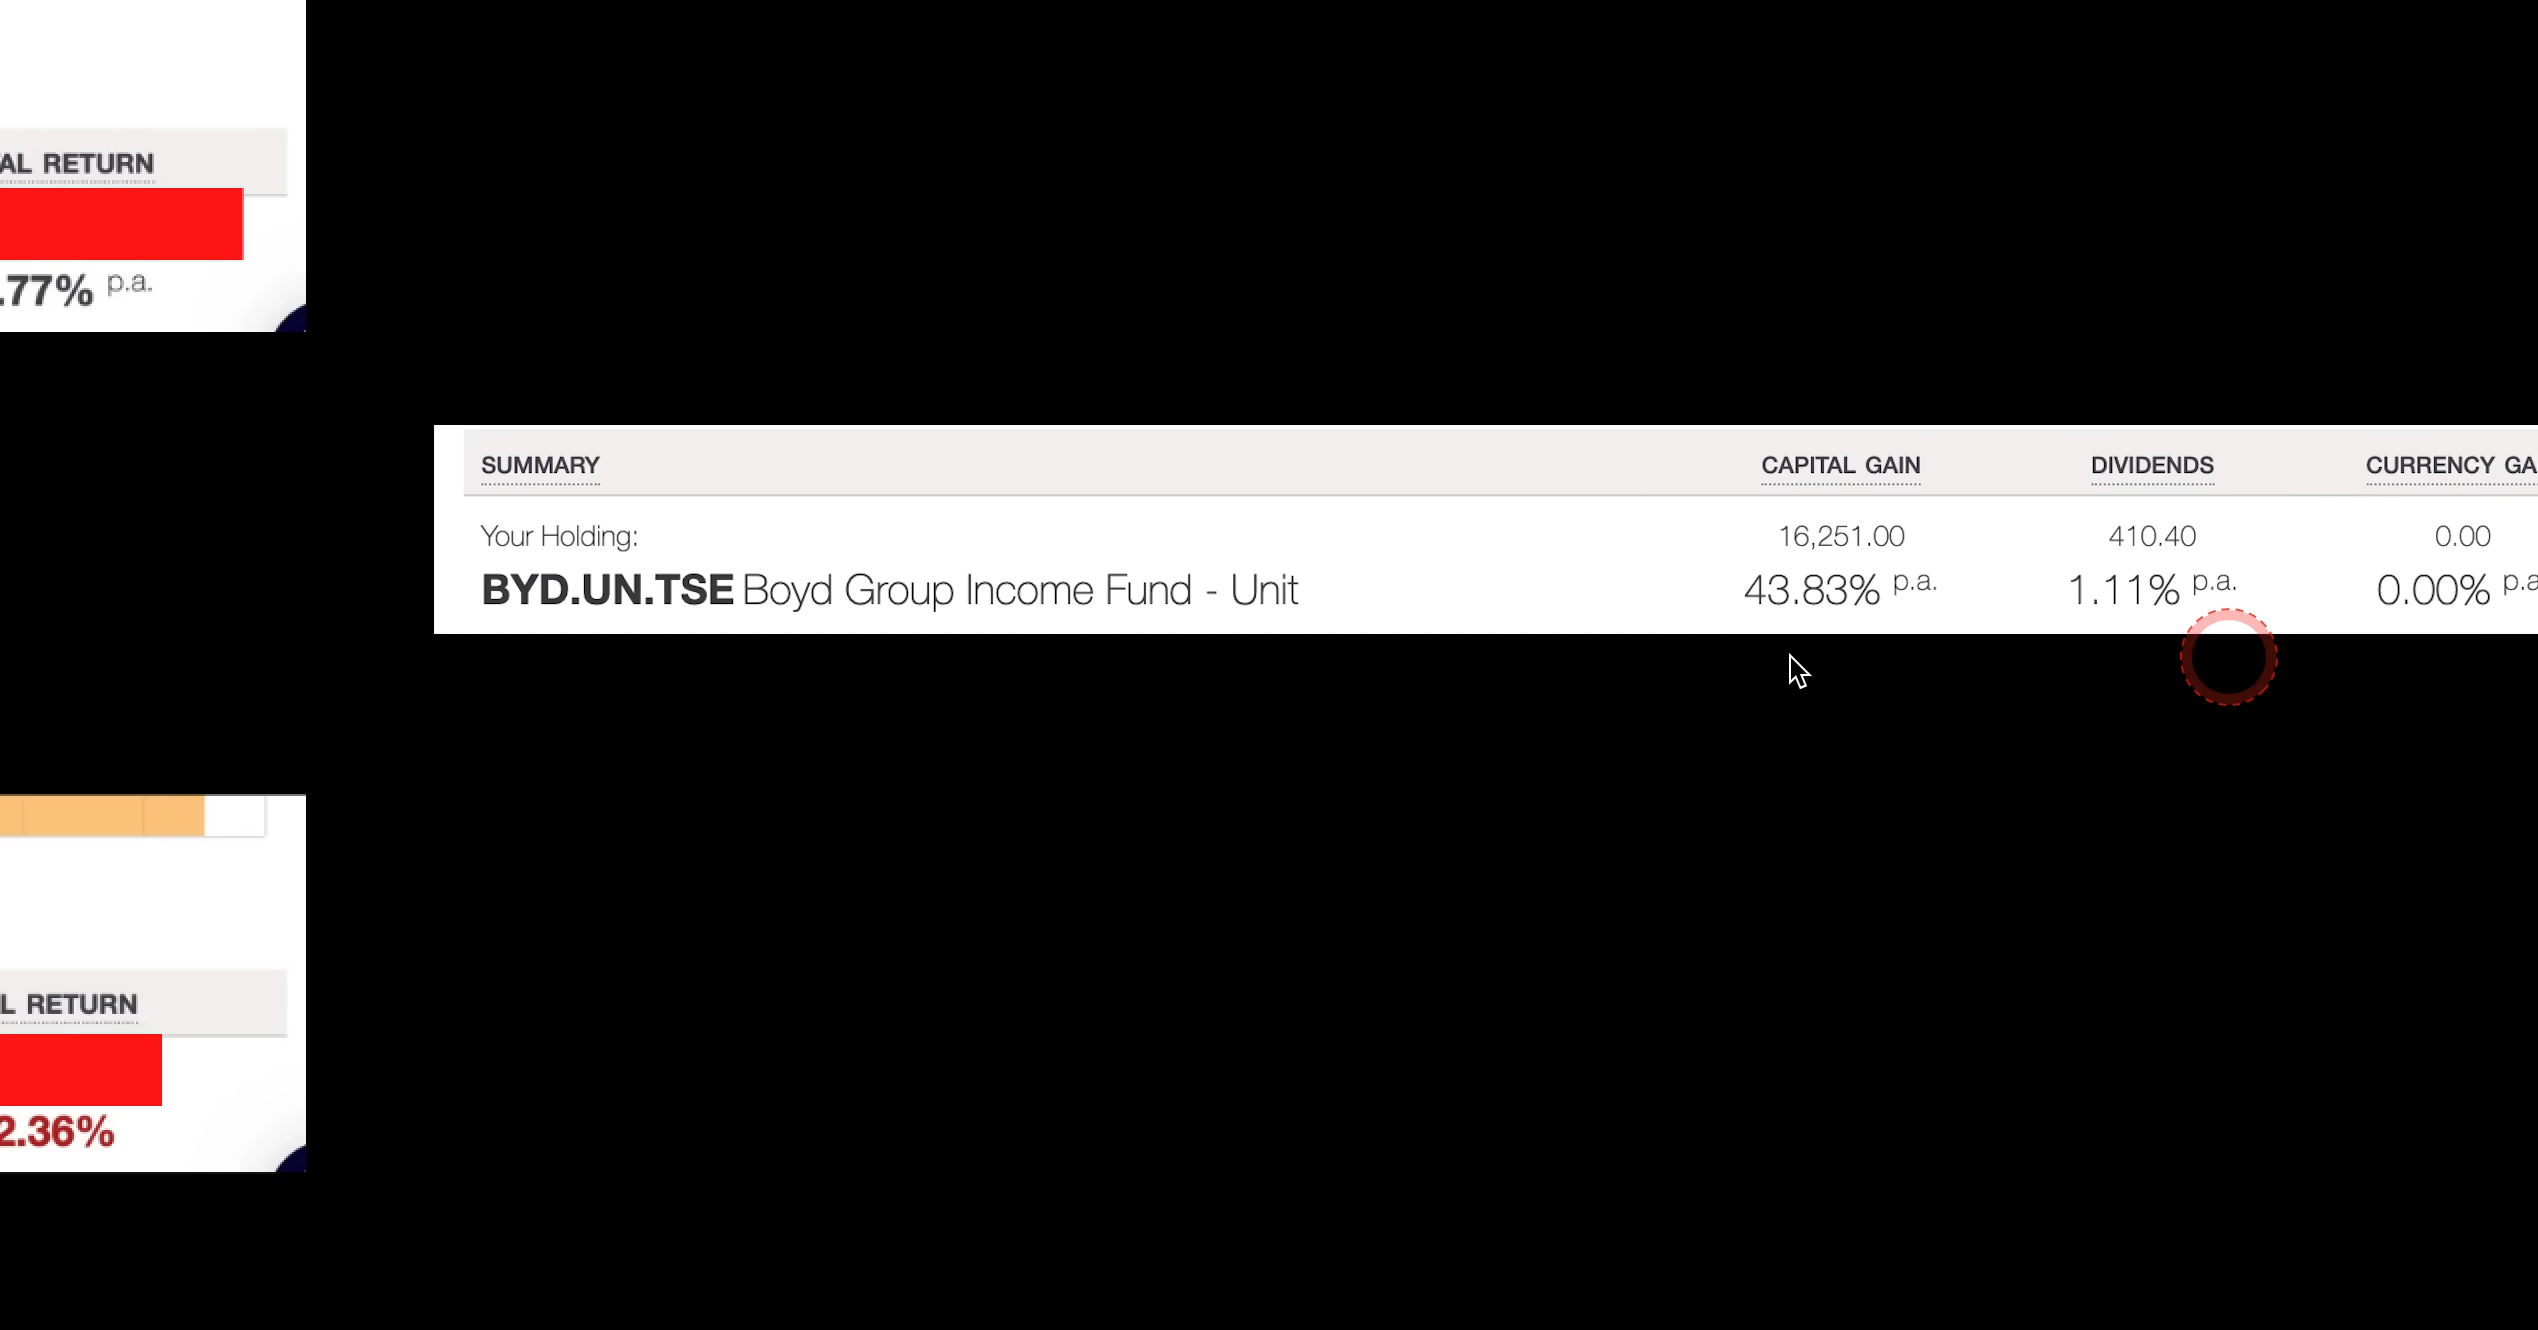 AL RETURN
.77% p.a.
SUMMARY CAPITAL GAIN DIVIDENDS CURRENCY GA
Your Holding: 16,251.00 410.40 0.00
BYD.UN.TSE Boyd Group Income Fund - Unit 43.83% p.a. 1.11% p.a. 0.00% p.a
L RETURN
2.36%